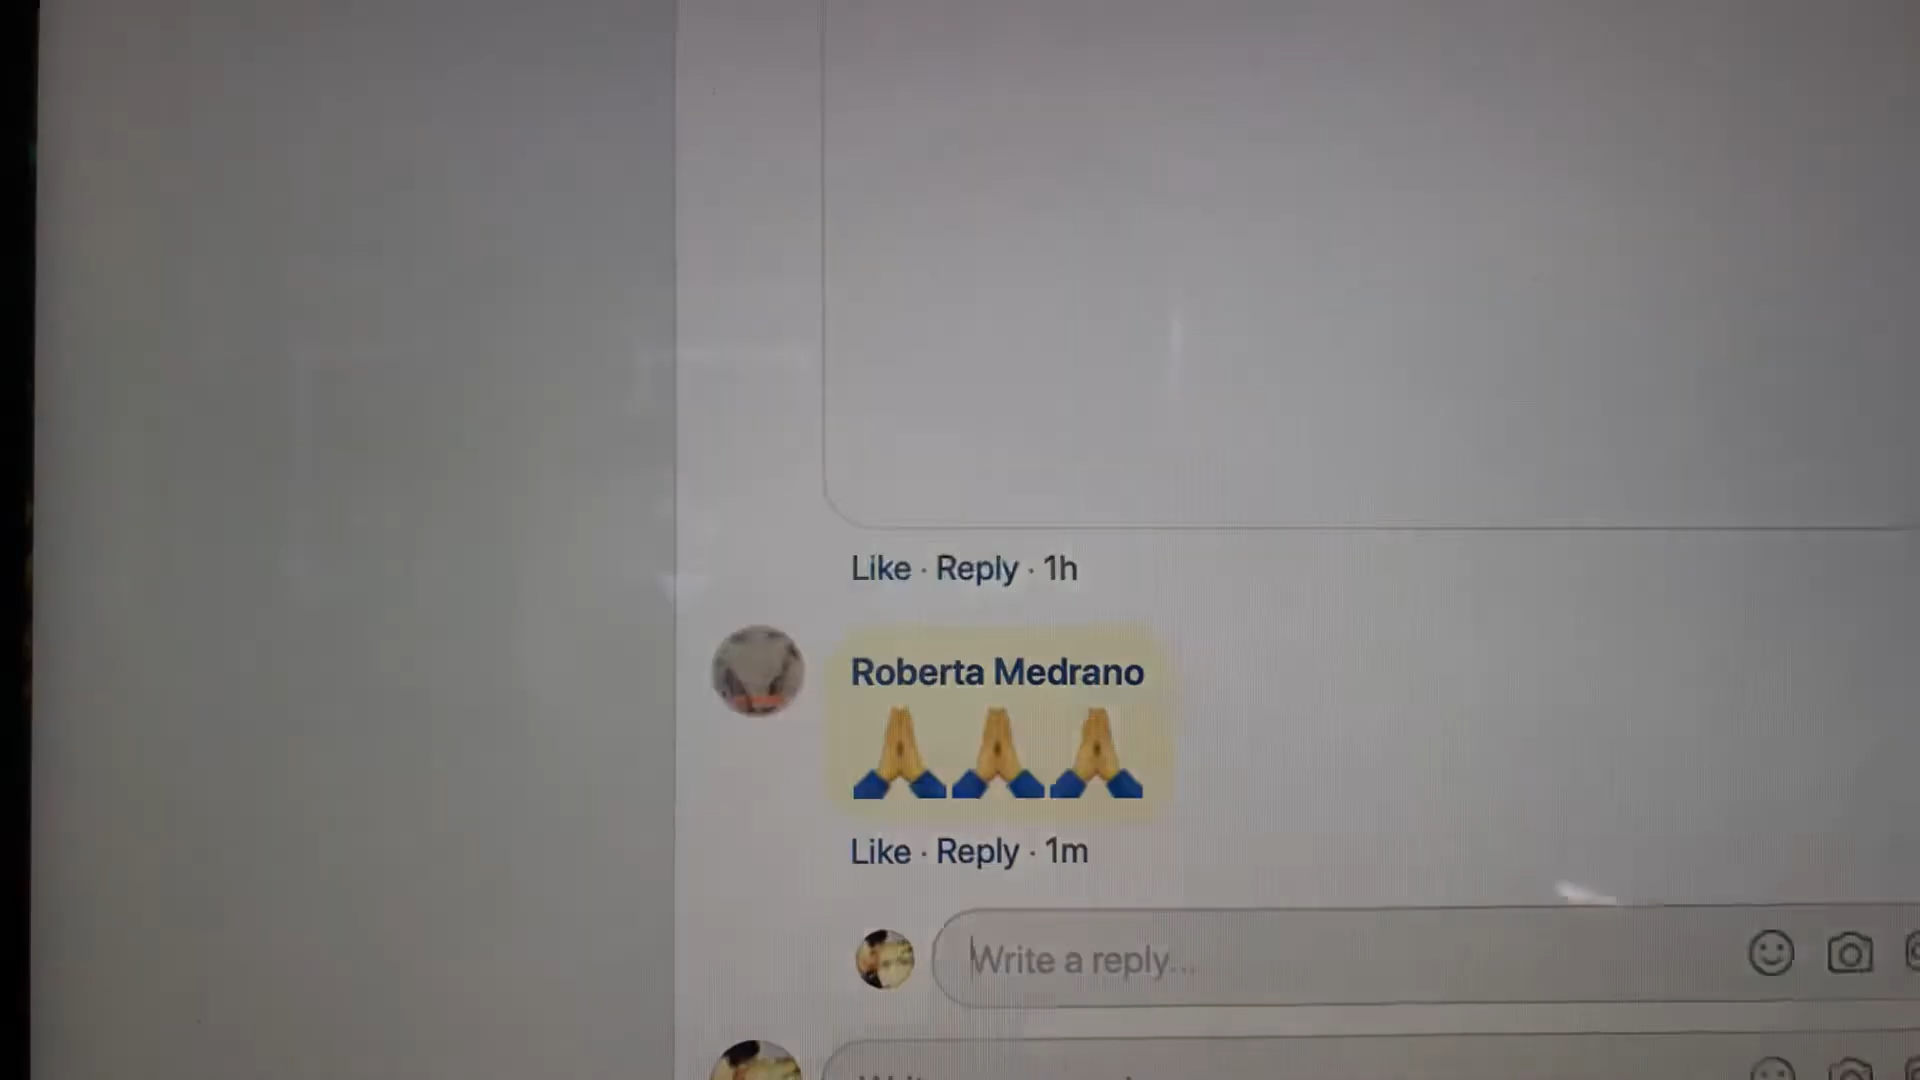 Like · Reply · 1h
Roberta Medrano
🙏🙏🙏
Like · Reply · 1m
Write a reply...